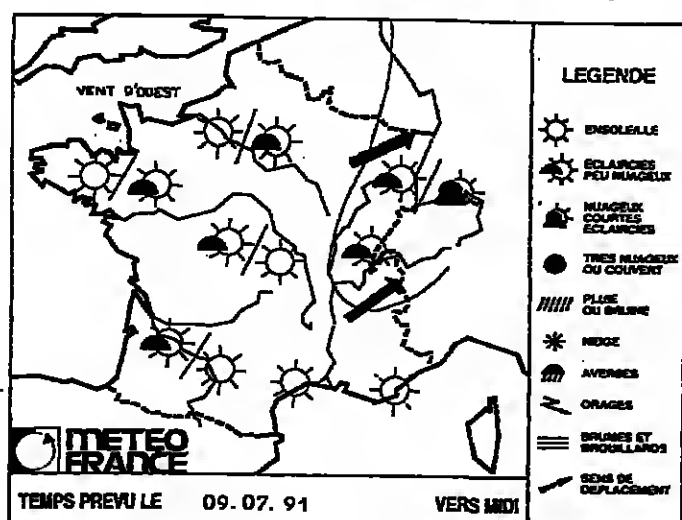 VENT D'OUEST
METEO
FRANCE
TEMPS PREVU LE 09.07.91 VERS MIDI
LEGENDE
ENSOLEILLE
ECLAIRCIES
PEU NUAGEUX
NUAGEUX
COURTES
ECLAIRCIES
TRES NUAGEUX
OU COUVERT
PLUIE
OU BRUINE
NEIGE
AVERSES
ORAGES
BRUMES ET
BROUILLARDS
SENS DE
DEPLACEMENT